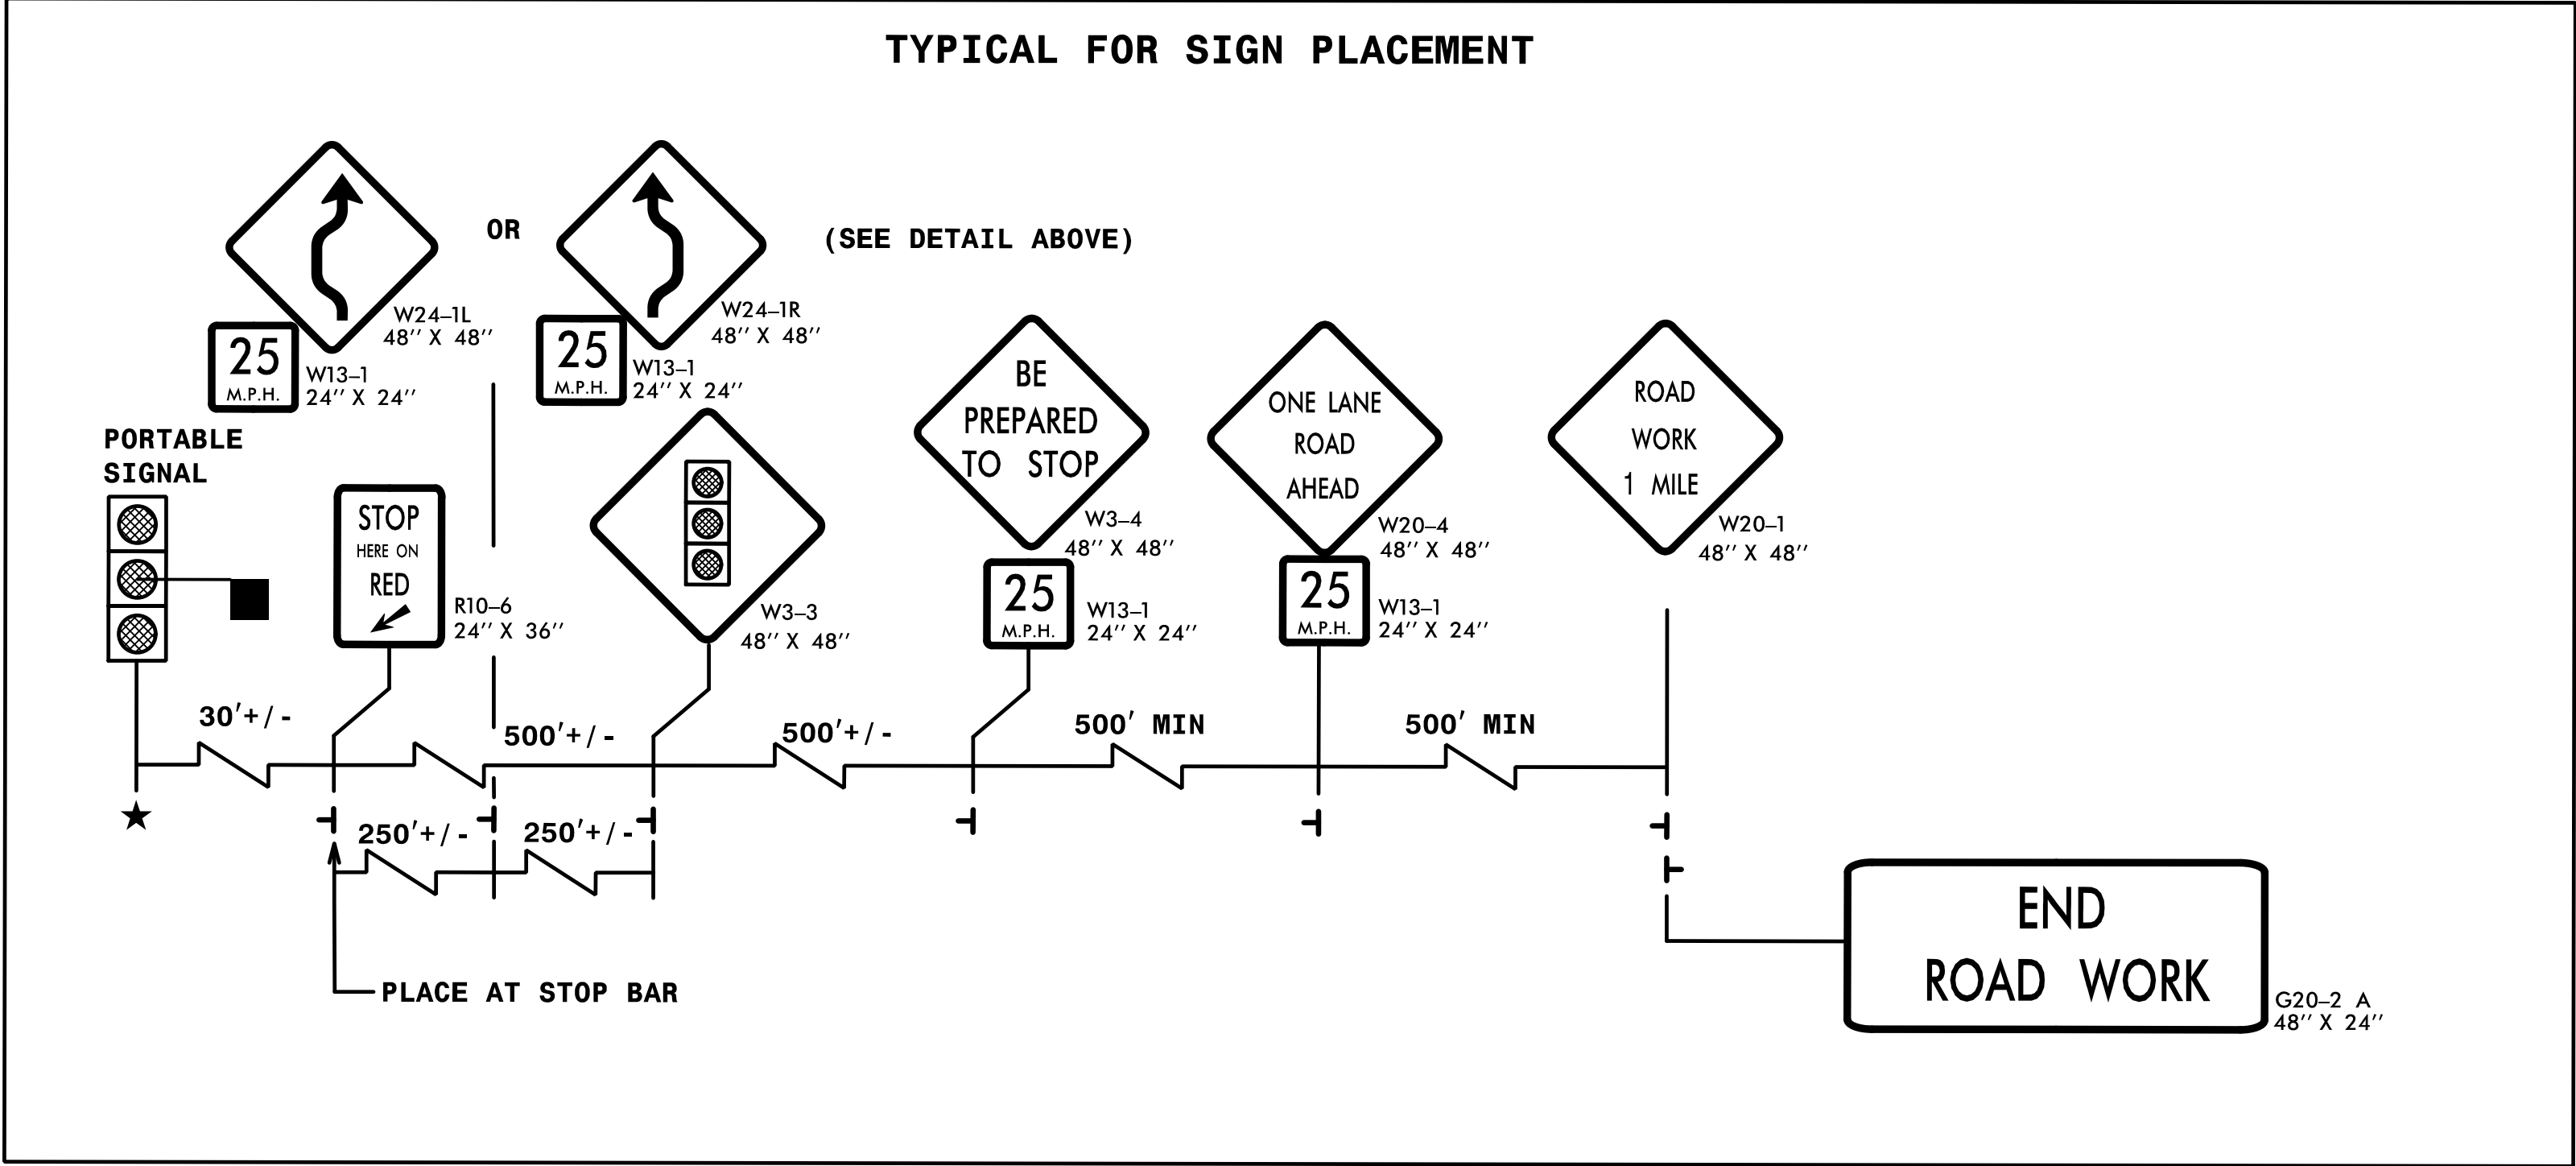 TYPICAL FOR SIGN PLACEMENT
OR
(SEE DETAIL ABOVE)
W24-1L
48'' X 48''
25
M.P.H.
W13-1
24'' X 24''
W24-1R
48'' X 48''
25
M.P.H.
W13-1
24'' X 24''
PORTABLE
SIGNAL
STOP
HERE ON
RED
R10-6
24'' X 36''
W3-3
48'' X 48''
BE
PREPARED
TO STOP
W3-4
48'' X 48''
25
M.P.H.
W13-1
24'' X 24''
ONE LANE
ROAD
AHEAD
W20-4
48'' X 48''
25
M.P.H.
W13-1
24'' X 24''
ROAD
WORK
1 MILE
W20-1
48'' X 48''
30'+/-
500'+/-
500'+/-
500' MIN
500' MIN
250'+/-
250'+/-
PLACE AT STOP BAR
END
ROAD WORK
G20-2 A
48'' X 24''